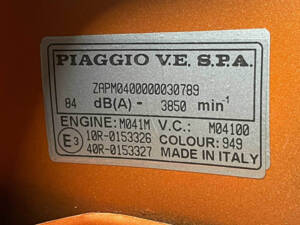 PIAGGIO V.E. S.P.A.
ZAPM0400000030789
84 dB(A) - 3850 min⁻¹
ENGINE: M041M V.C.: M04100
E3 10R-0153326 COLOUR: 949
40R-0153327 MADE IN ITALY